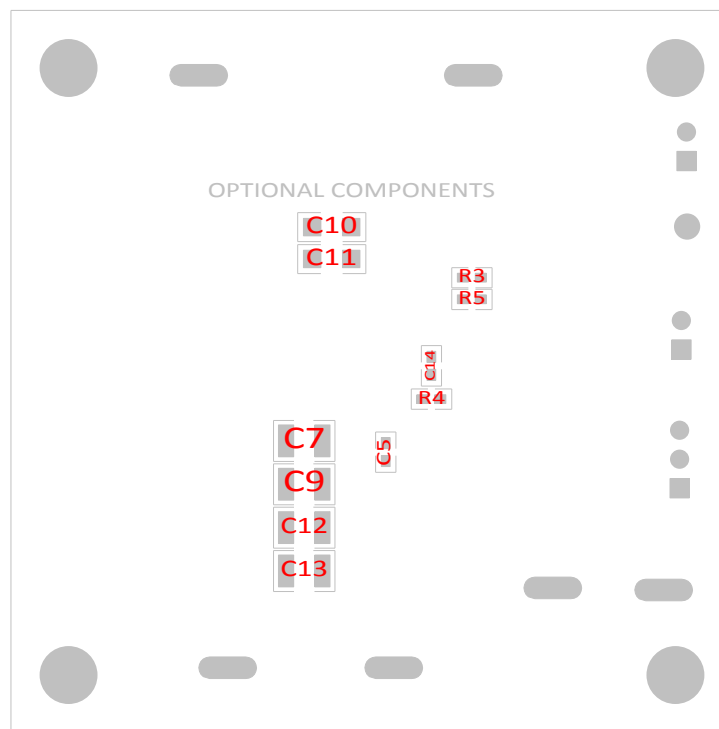 OPTIONAL COMPONENTS
C10
C11
R3
R5
C14
R4
C7
C5
C9
C12
C13